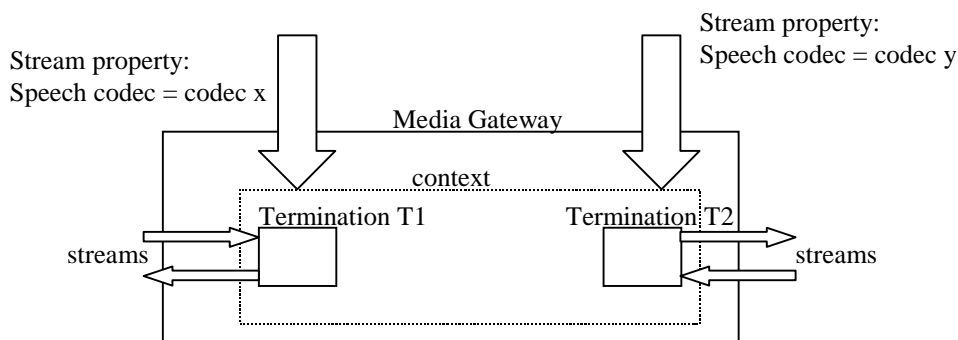 Stream property:
Speech codec = codec x
Stream property:
Speech codec = codec y
Media Gateway
context
Termination T1
Termination T2
streams
streams